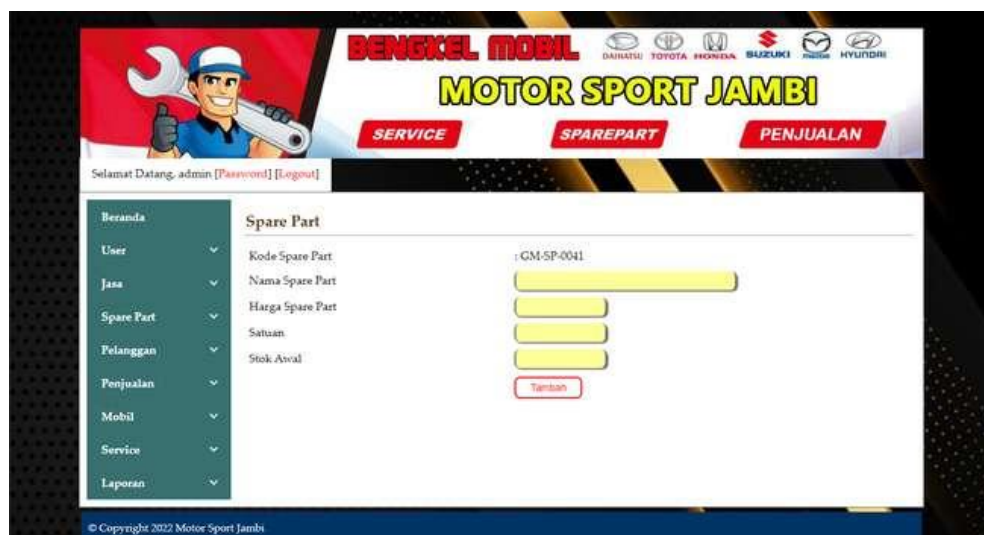 BENGKEL MOBIL
DAIHATSU TOYOTA HONDA SUZUKI mazda HYUNDAI
MOTOR SPORT JAMBI
SERVICE SPAREPART PENJUALAN
Selamat Datang, admin [Password] [Logout]
Beranda
User
Jasa
Spare Part
Pelanggan
Penjualan
Mobil
Service
Laporan
Spare Part
Kode Spare Part : GM-SP-0041
Nama Spare Part
Harga Spare Part
Satuan
Stok Awal
Tambah
© Copyright 2022 Motor Sport Jambi